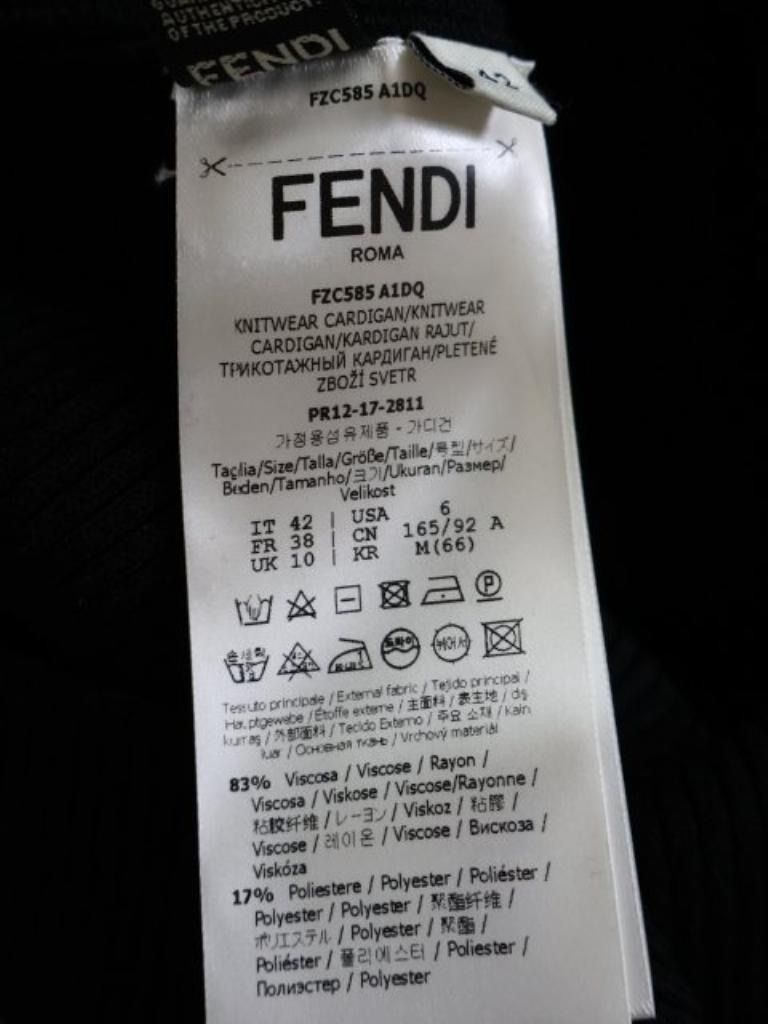 AUTHENTIC
OF THE PRODUCT.
FENDI
42
FZC585 A1DQ
FENDI
ROMA
FZC585 A1DQ
KNITWEAR CARDIGAN/KNITWEAR
CARDIGAN/KARDIGAN RAJUT/
ТРИКОТАЖНЫЙ КАРДИГАН/PLETENÉ
ZBOŽÍ SVETR
PR12-17-2811
가정용섬유제품 - 가디건
Taglia/Size/Talla/Größe/Taille/号型/サイズ/
Beden/Tamanho/크기/Ukuran/Размер/
Velikost
IT 42 | USA 6
FR 38 | CN 165/92 A
UK 10 | KR M(66)
P
손세탁
드라이
Tessuto principale / External fabric / Tejido principal /
Hauptgewebe / Étoffe externe / 主面料 / 表生地 / dış
kumaş / 外部面料 / Tecido Externo / 주요 소재 / Kain
luar / Основная ткань / Vrchový materiál
83% Viscosa / Viscose / Rayon /
Viscosa / Viskose / Viscose/Rayonne /
粘胶纤维 / レーヨン / Viskoz / 粘膠 /
Viscose / 레이온 / Viscose / Вискоза /
Viskóza
17% Poliestere / Polyester / Poliéster /
Polyester / Polyester / 聚酯纤维 /
ポリエステル / Polyester / 聚酯 /
Poliéster / 폴리에스터 / Poliester /
Полиэстер / Polyester